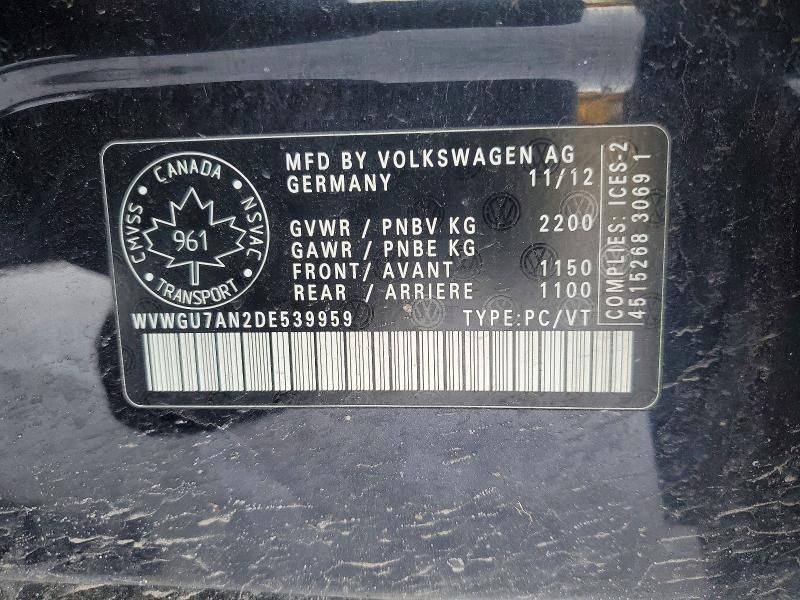 CANADA
CMVSS
NSVAC
961
TRANSPORT
MFD BY VOLKSWAGEN AG
GERMANY 11/12
GVWR / PNBV KG 2200
GAWR / PNBE KG
FRONT/ AVANT 1150
REAR / ARRIERE 1100
WVWGU7AN2DE539959 TYPE: PC/VT
COMPLIES: ICES-2
4515268 3069 1